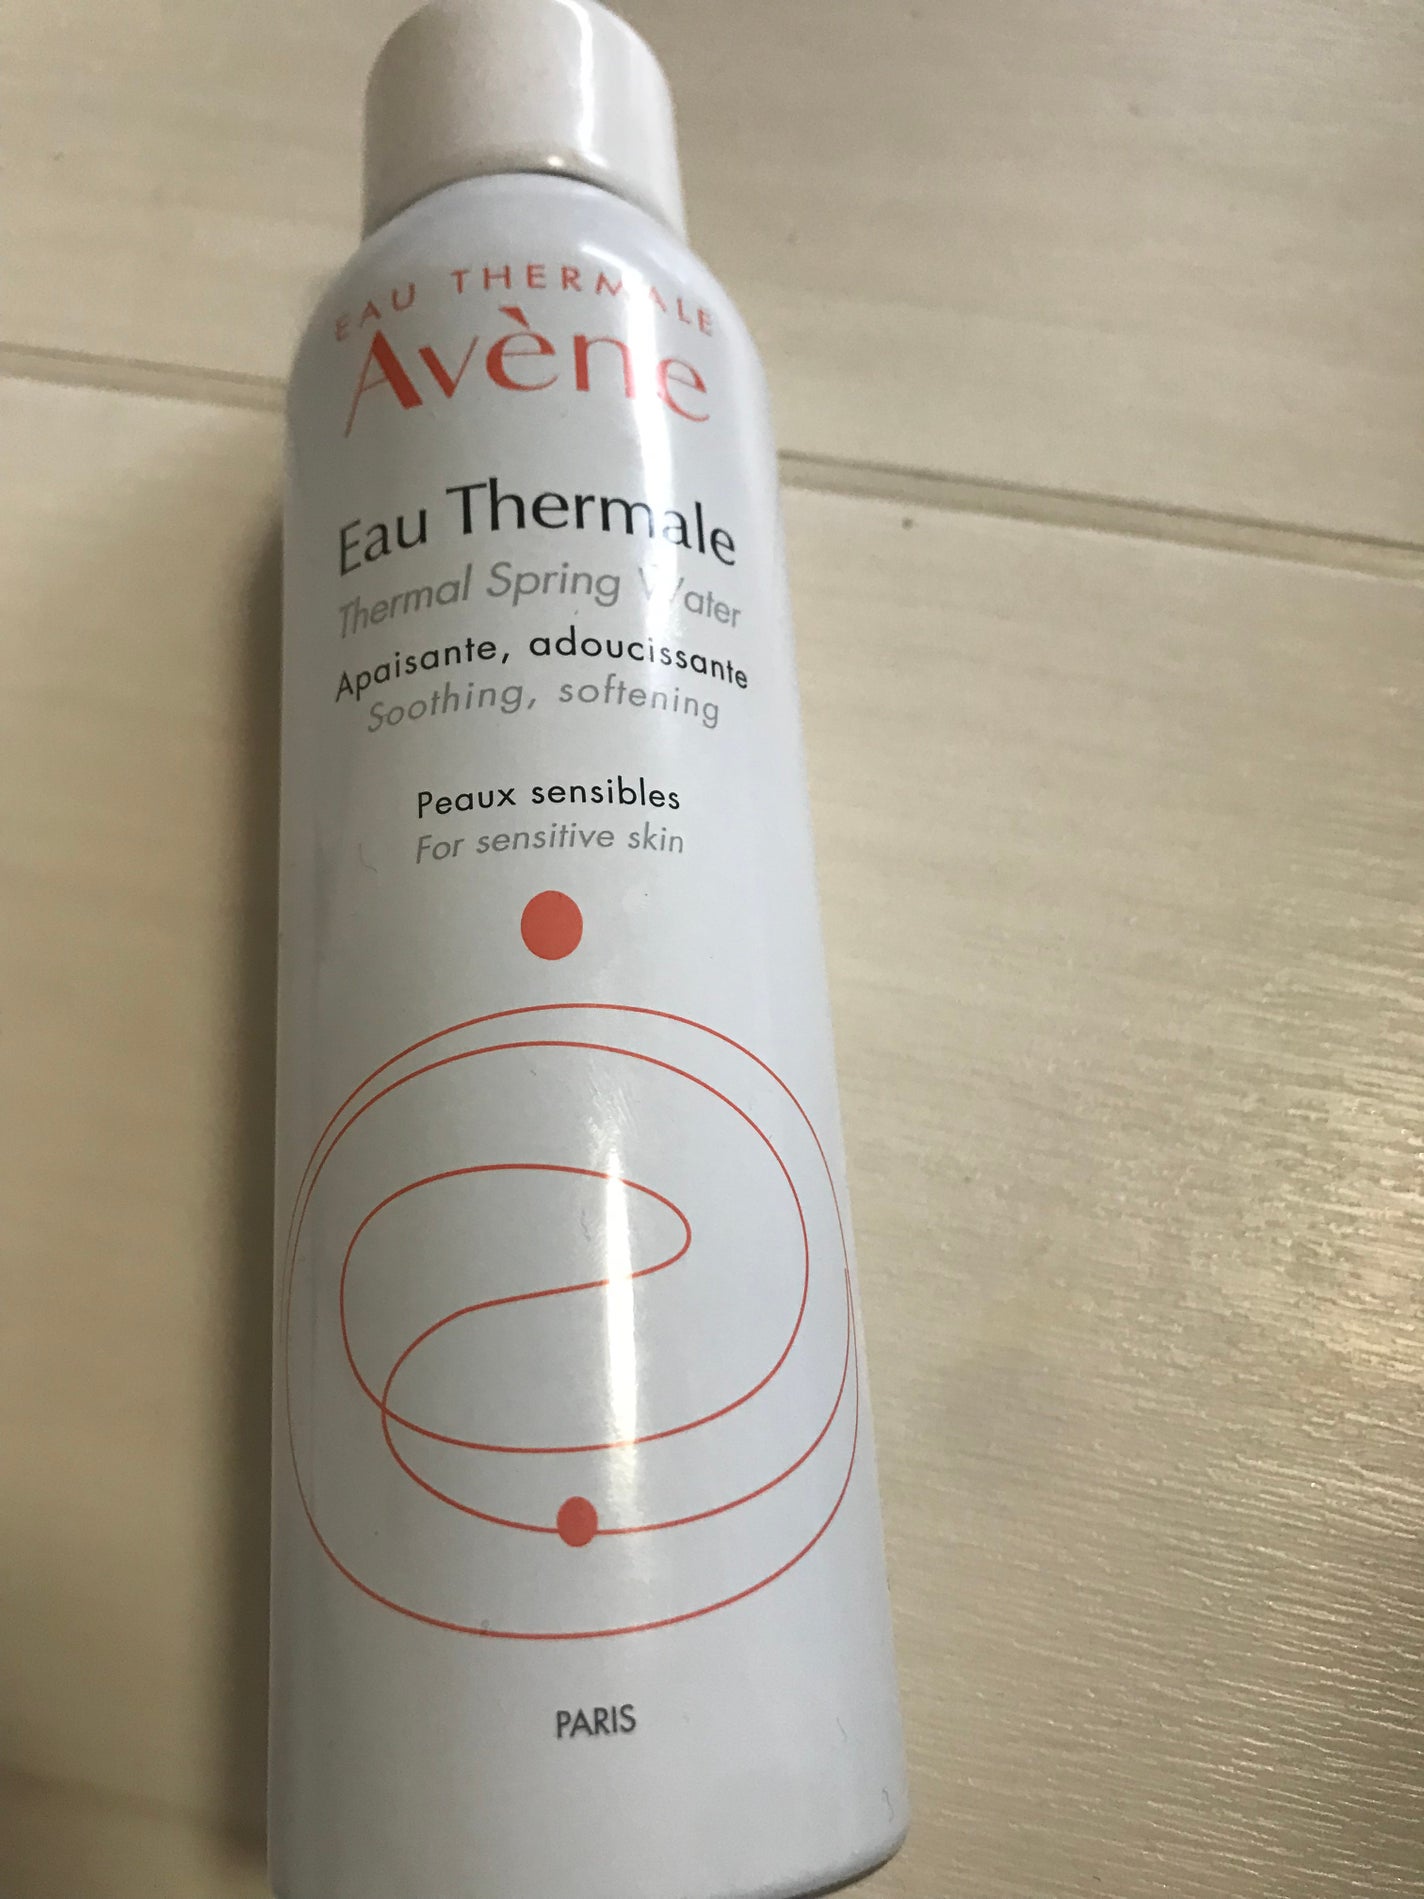 EAU THERMALE
Avène
Eau Thermale
Thermal Spring Water
Apaisante, adoucissante
Soothing, softening
Peaux sensibles
For sensitive skin
PARIS